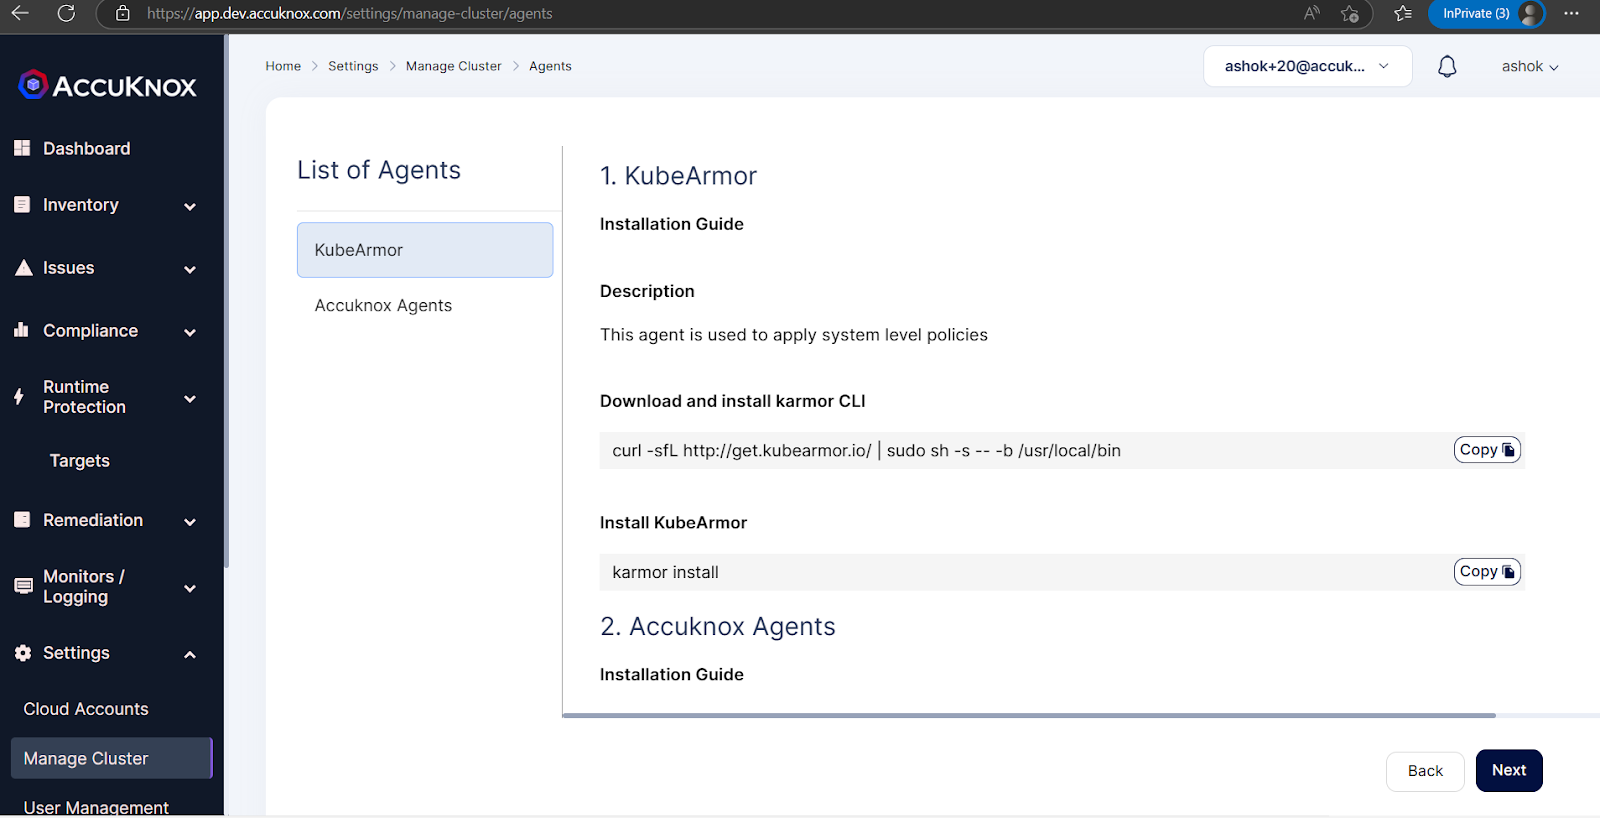 https://app.dev.accuknox.com/settings/manage-cluster/agents
InPrivate (3)
ACCUKNOX
Home > Settings > Manage Cluster > Agents
ashok+20@accuk...
ashok
Dashboard
Inventory
Issues
Compliance
Runtime
Protection
Targets
Remediation
Monitors /
Logging
Settings
Cloud Accounts
Manage Cluster
User Management
List of Agents
KubeArmor
Accuknox Agents
1. KubeArmor
Installation Guide
Description
This agent is used to apply system level policies
Download and install karmor CLI
curl -sfL http://get.kubearmor.io/ | sudo sh -s -- -b /usr/local/bin
Copy
Install KubeArmor
karmor install
Copy
2. Accuknox Agents
Installation Guide
Back
Next